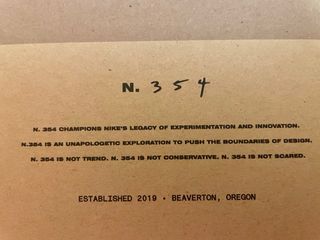 N. 354
N. 354 CHAMPIONS NIKE'S LEGACY OF EXPERIMENTATION AND INNOVATION.
N.354 IS AN UNAPOLOGETIC EXPLORATION TO PUSH THE BOUNDARIES OF DESIGN.
N. 354 IS NOT TREND. N. 354 IS NOT CONSERVATIVE. N. 354 IS NOT SCARED.
ESTABLISHED 2019 · BEAVERTON, OREGON